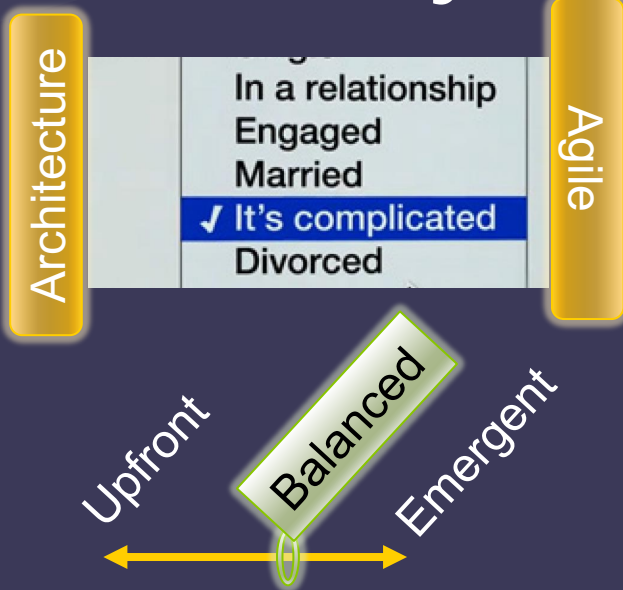 Architecture
In a relationship
Engaged
Married
✓ It's complicated
Divorced
Agile
Upfront
Balanced
Emergent